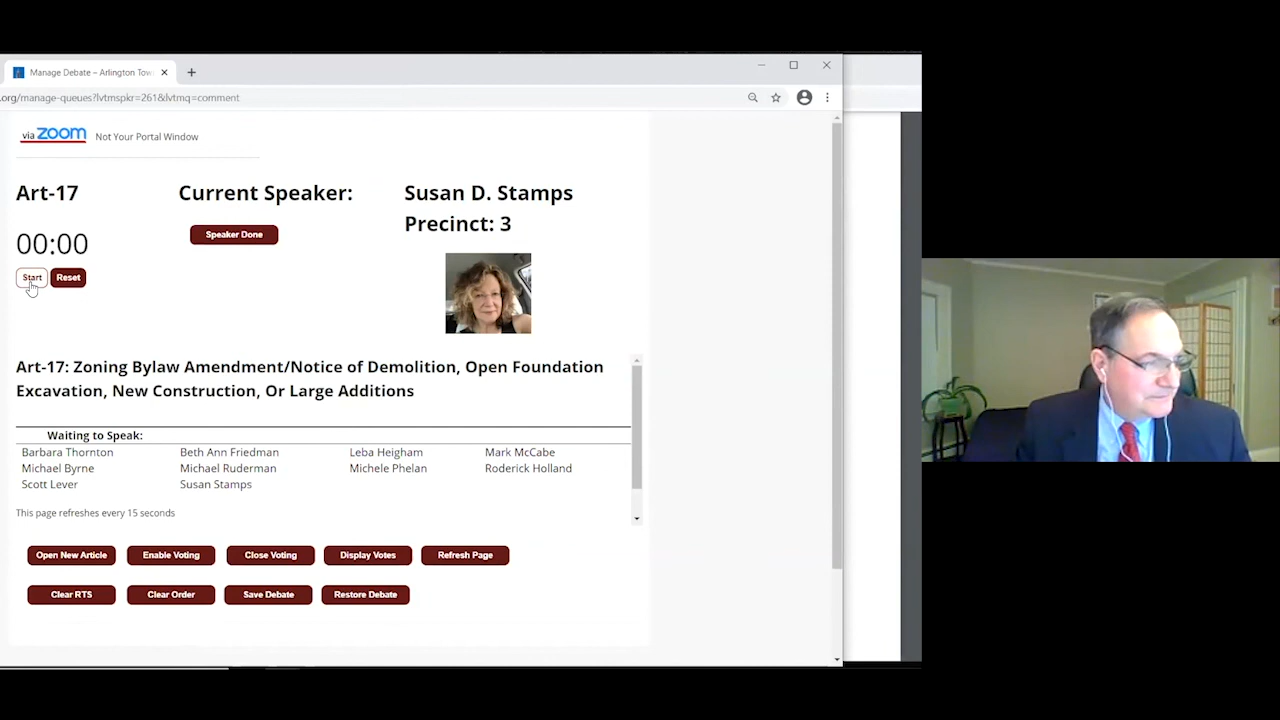 Manage Debate – Arlington Tow
.org/manage-queues?lvtmspkr=261&lvtmq=comment
via zoom Not Your Portal Window
Art-17
Current Speaker:
Susan D. Stamps
Precinct: 3
00:00
Speaker Done
Start Reset
Art-17: Zoning Bylaw Amendment/Notice of Demolition, Open Foundation
Excavation, New Construction, Or Large Additions
Waiting to Speak:
Barbara Thornton Beth Ann Friedman Leba Heigham Mark McCabe
Michael Byrne Michael Ruderman Michele Phelan Roderick Holland
Scott Lever Susan Stamps
This page refreshes every 15 seconds
Open New Article Enable Voting Close Voting Display Votes Refresh Page
Clear RTS Clear Order Save Debate Restore Debate